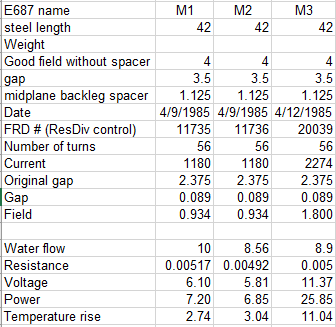 E687 name M1 M2 M3
steel length 42 42 42
Weight
Good field without spacer 4 4 4
gap 3.5 3.5 3.5
midplane backleg spacer 1.125 1.125 1.125
Date 4/9/1985 4/9/1985 4/12/1985
FRD # (ResDiv control) 11735 11736 20039
Number of turns 56 56 56
Current 1180 1180 2274
Original gap 2.375 2.375 2.375
Gap 0.089 0.089 0.089
Field 0.934 0.934 1.800
Water flow 10 8.56 8.9
Resistance 0.00517 0.00492 0.005
Voltage 6.10 5.81 11.37
Power 7.20 6.85 25.85
Temperature rise 2.74 3.04 11.04